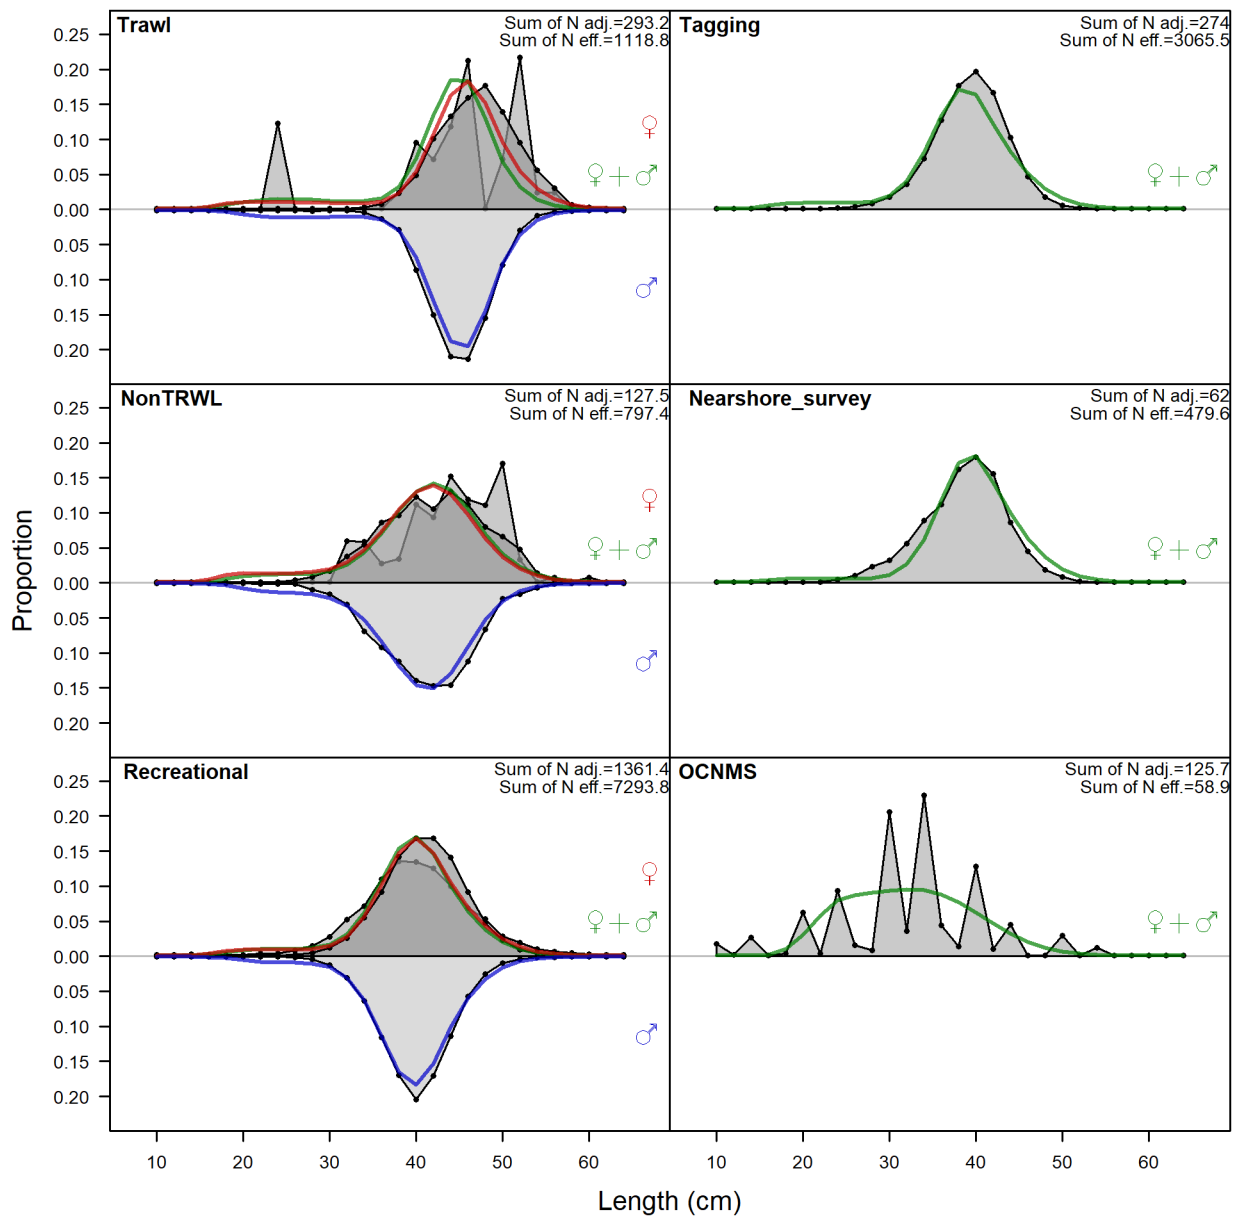 Trawl
Sum of N adj.=293.2
Sum of N eff.=1118.8
♀
♀+♂
♂
0.25
0.20
0.15
0.10
0.05
0.00
0.05
0.10
0.15
0.20
Tagging
Sum of N adj.=274
Sum of N eff.=3065.5
♀+♂
NonTRWL
Sum of N adj.=127.5
Sum of N eff.=797.4
♀
♀+♂
♂
0.25
0.20
0.15
0.10
0.05
0.00
0.05
0.10
0.15
0.20
Nearshore_survey
Sum of N adj.=62
Sum of N eff.=479.6
♀+♂
Recreational
Sum of N adj.=1361.4
Sum of N eff.=7293.8
♀
♀+♂
♂
0.25
0.20
0.15
0.10
0.05
0.00
0.05
0.10
0.15
0.20
OCNMS
Sum of N adj.=125.7
Sum of N eff.=58.9
♀+♂
10 20 30 40 50 60
10 20 30 40 50 60
Proportion
Length (cm)